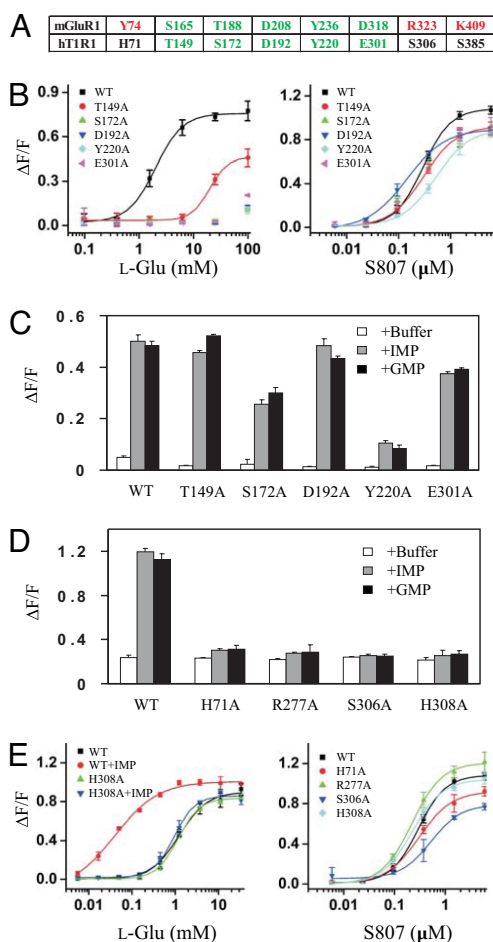 A
mGluR1 Y74 S165 T188 D208 Y236 D318 R323 K409
hT1R1 H71 T149 S172 D192 Y220 E301 S306 S385
B
ΔF/F
0.9
0.6
0.3
0.0
WT
T149A
S172A
D192A
Y220A
E301A
0.1 1 10 100
L-Glu (mM)
1.2
0.8
0.4
0.0
WT
T149A
S172A
D192A
Y220A
E301A
0.01 0.1 1
S807 (μM)
C
ΔF/F
0.6
0.4
0.2
0
+Buffer
+IMP
+GMP
WT T149A S172A D192A Y220A E301A
D
ΔF/F
1.2
0.8
0.4
0
+Buffer
+IMP
+GMP
WT H71A R277A S306A H308A
E
ΔF/F
1.2
0.8
0.4
0.0
WT
WT+IMP
H308A
H308A+IMP
0.01 0.1 1 10
L-Glu (mM)
1.2
0.8
0.4
0.0
WT
H71A
R277A
S306A
H308A
0.01 0.1 1
S807 (μM)